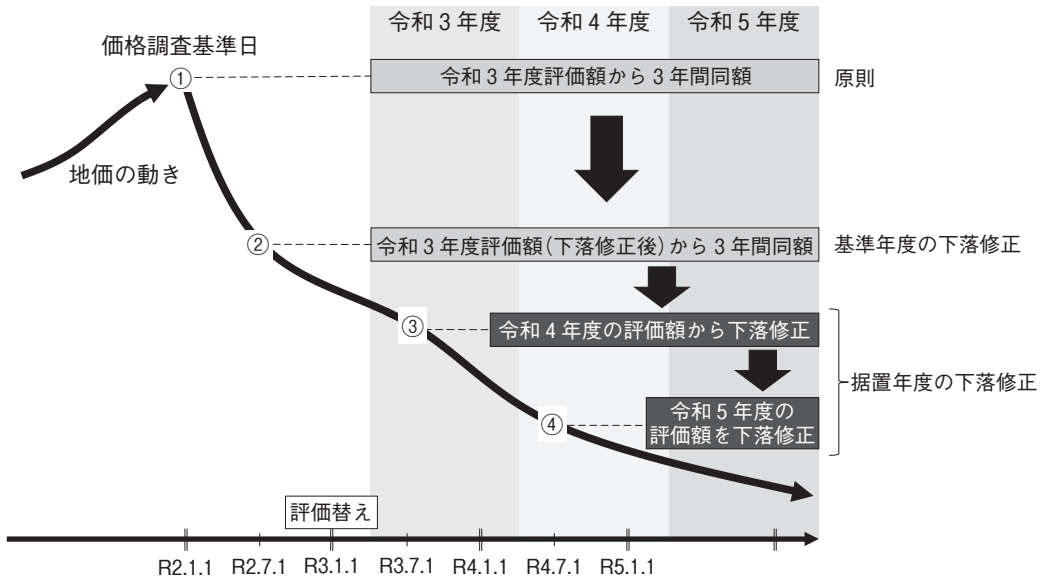 令和3年度
令和4年度
令和5年度
価格調査基準日
①
令和3年度評価額から3年間同額
原則
地価の動き
②
令和3年度評価額(下落修正後)から3年間同額
基準年度の下落修正
③
令和4年度の評価額から下落修正
据置年度の下落修正
④
令和5年度の
評価額を下落修正
評価替え
R2.1.1
R2.7.1
R3.1.1
R3.7.1
R4.1.1
R4.7.1
R5.1.1